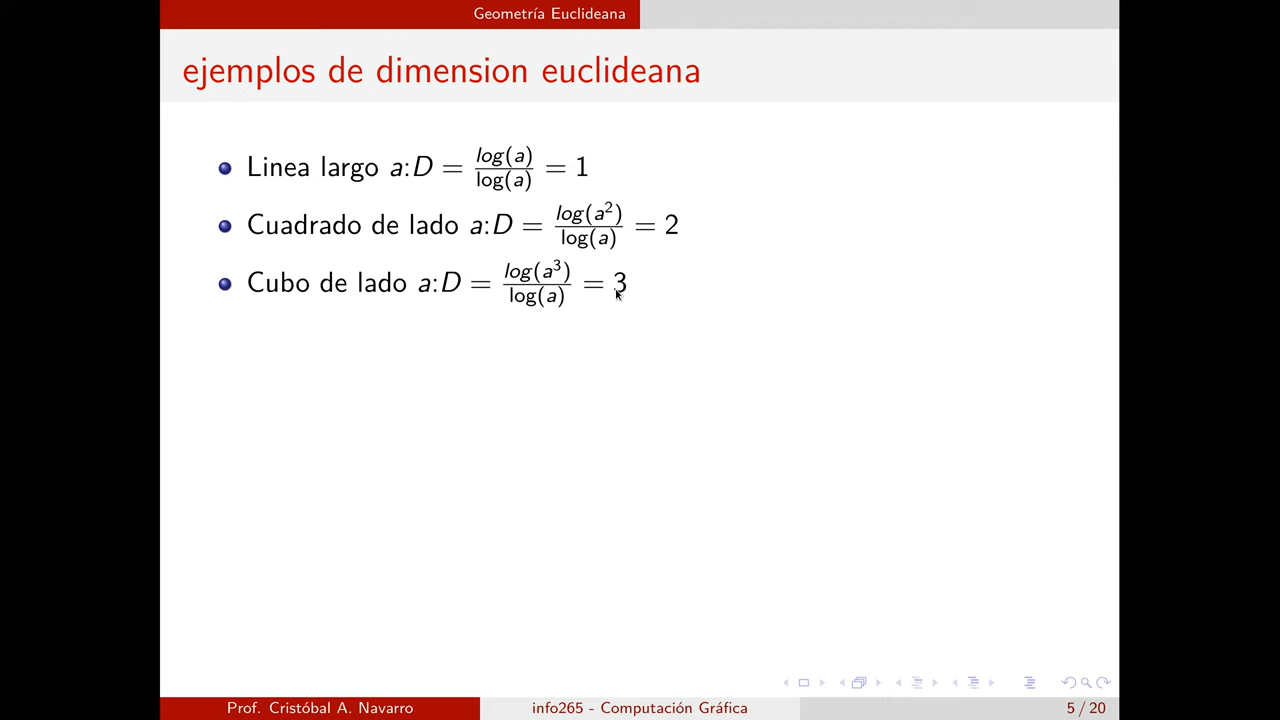 Geometría Euclideana
ejemplos de dimension euclideana
Linea largo a:D = log(a)/log(a) = 1
Cuadrado de lado a:D = log(a²)/log(a) = 2
Cubo de lado a:D = log(a³)/log(a) = 3
Prof. Cristóbal A. Navarro info265 - Computación Gráfica 5 / 20